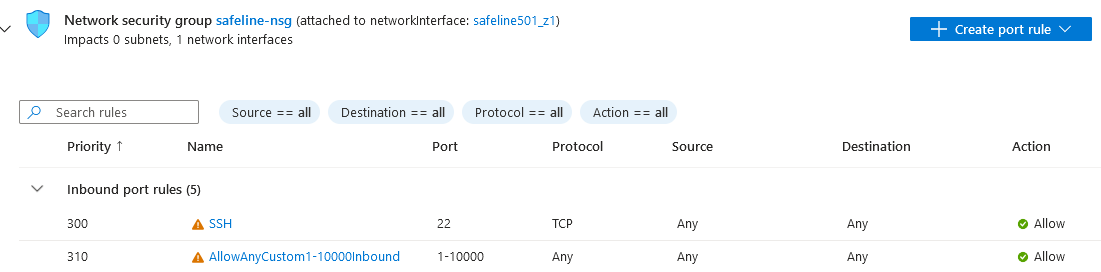 Network security group safeline-nsg (attached to networkInterface: safeline501_z1)
Impacts 0 subnets, 1 network interfaces
Create port rule
Search rules
Source == all
Destination == all
Protocol == all
Action == all
Priority ↑ Name Port Protocol Source Destination Action
Inbound port rules (5)
300 SSH 22 TCP Any Any Allow
310 AllowAnyCustom1-10000Inbound 1-10000 Any Any Any Allow